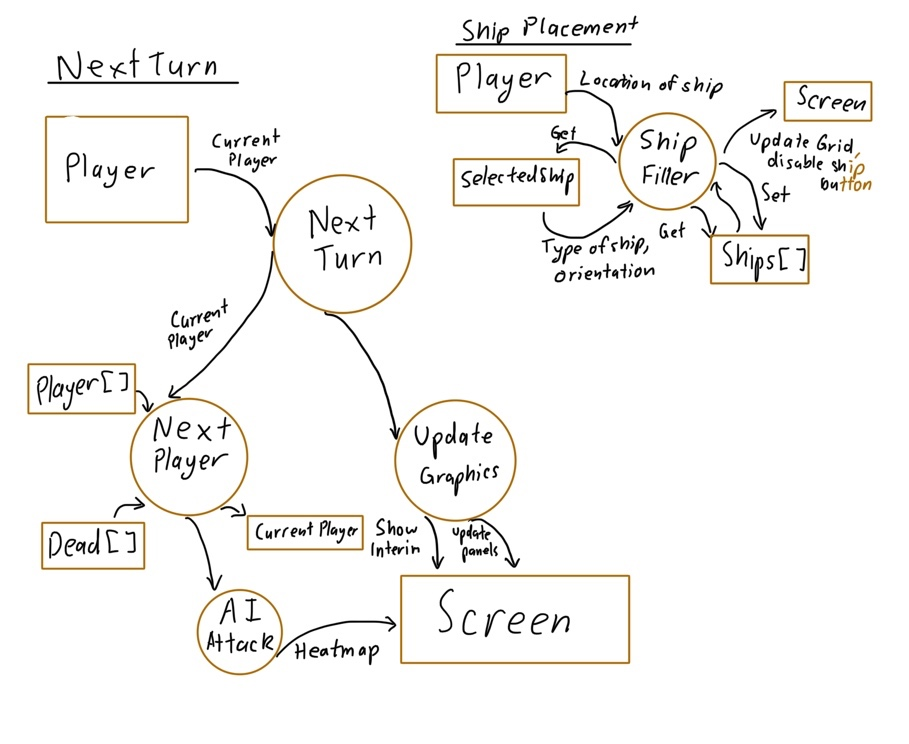 Next Turn
Player
Current
Player
Next
Turn
Current
Player
Player[]
Next
Player
Dead[]
Current Player
AI
Attack
Heatmap
Update
Graphics
Show
Interim
update
panels
Screen
Ship Placement
Player
Location of ship
Ship
Filler
Screen
Update Grid,
disable ship
button
Get
Selectedship
Type of ship,
orientation
Get
Set
Ships[]